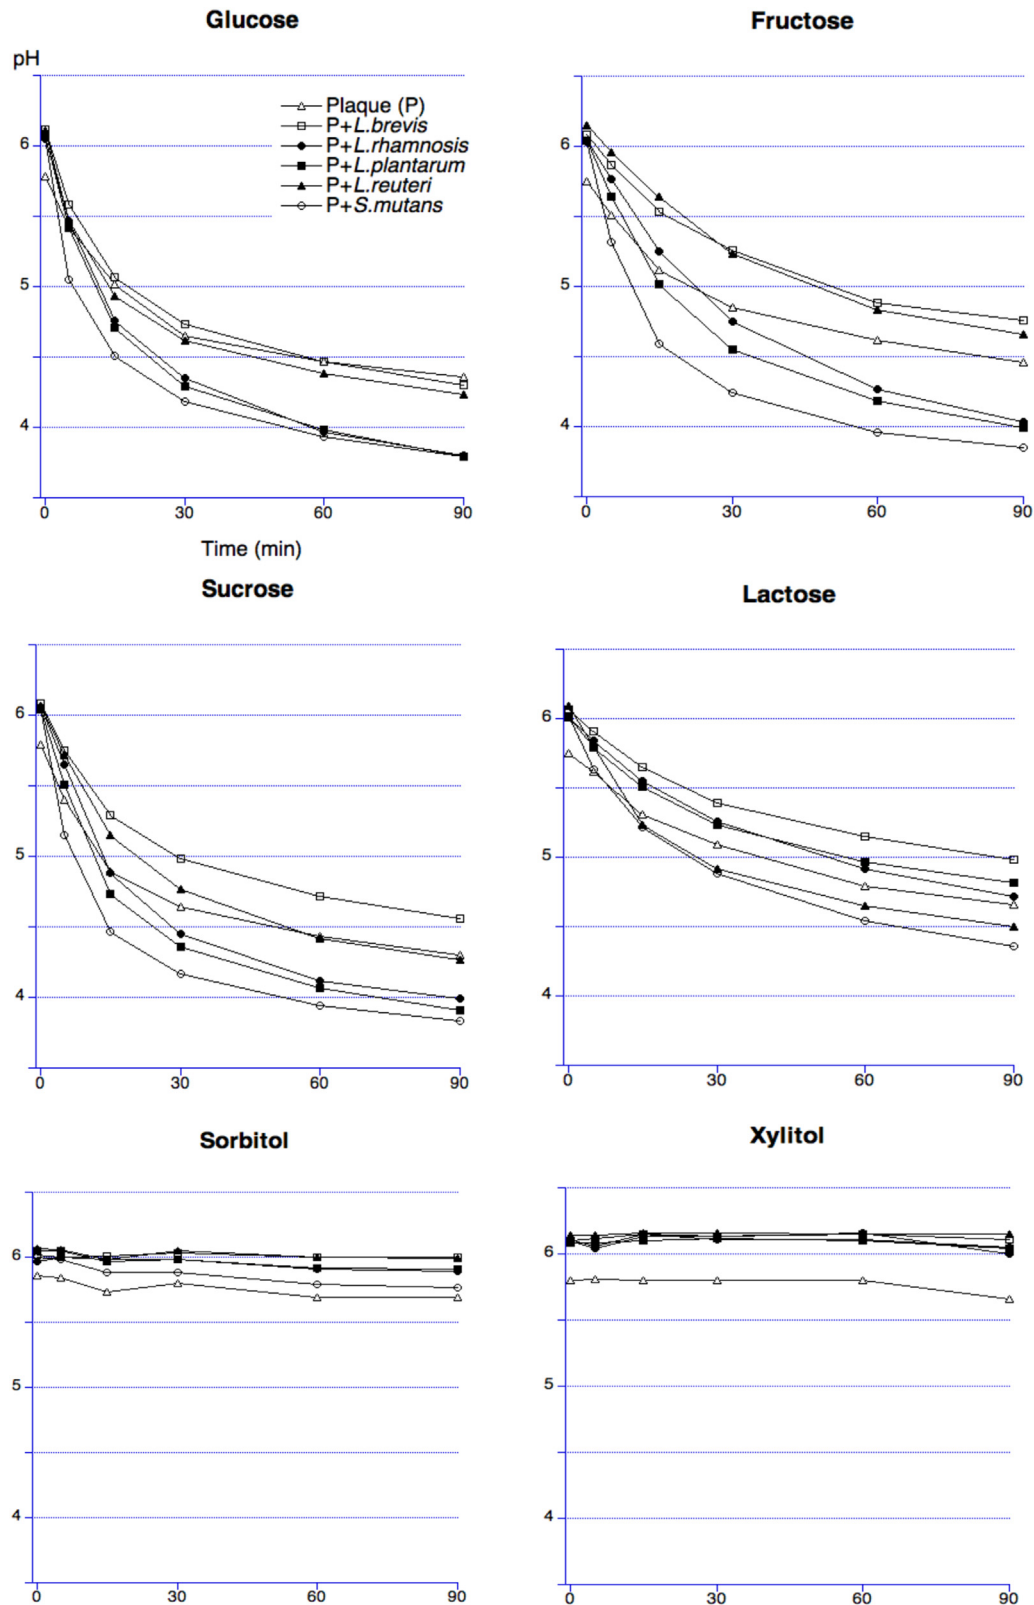 Glucose
Fructose
pH
Plaque (P)
P+L.brevis
P+L.rhamnosis
P+L.plantarum
P+L.reuteri
P+S.mutans
6
5
4
0 30 60 90
Time (min)
6
5
4
0 30 60 90
Sucrose
Lactose
6
5
4
0 30 60 90
6
5
4
0 30 60 90
Sorbitol
Xylitol
6
5
4
0 30 60 90
6
5
4
0 30 60 90